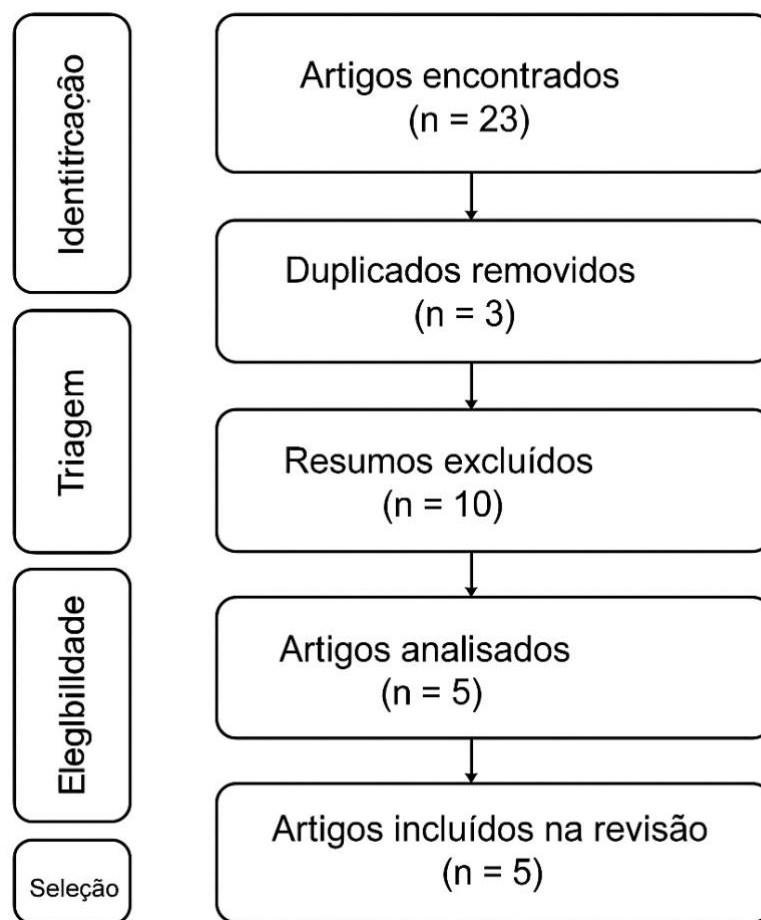 Identitrcação
Artigos encontrados
(n = 23)
Duplicados removidos
(n = 3)
Triagem
Resumos excluídos
(n = 10)
Eleglbilldade
Artigos analisados
(n = 5)
Seleção
Artigos incluídos na revisão
(n = 5)